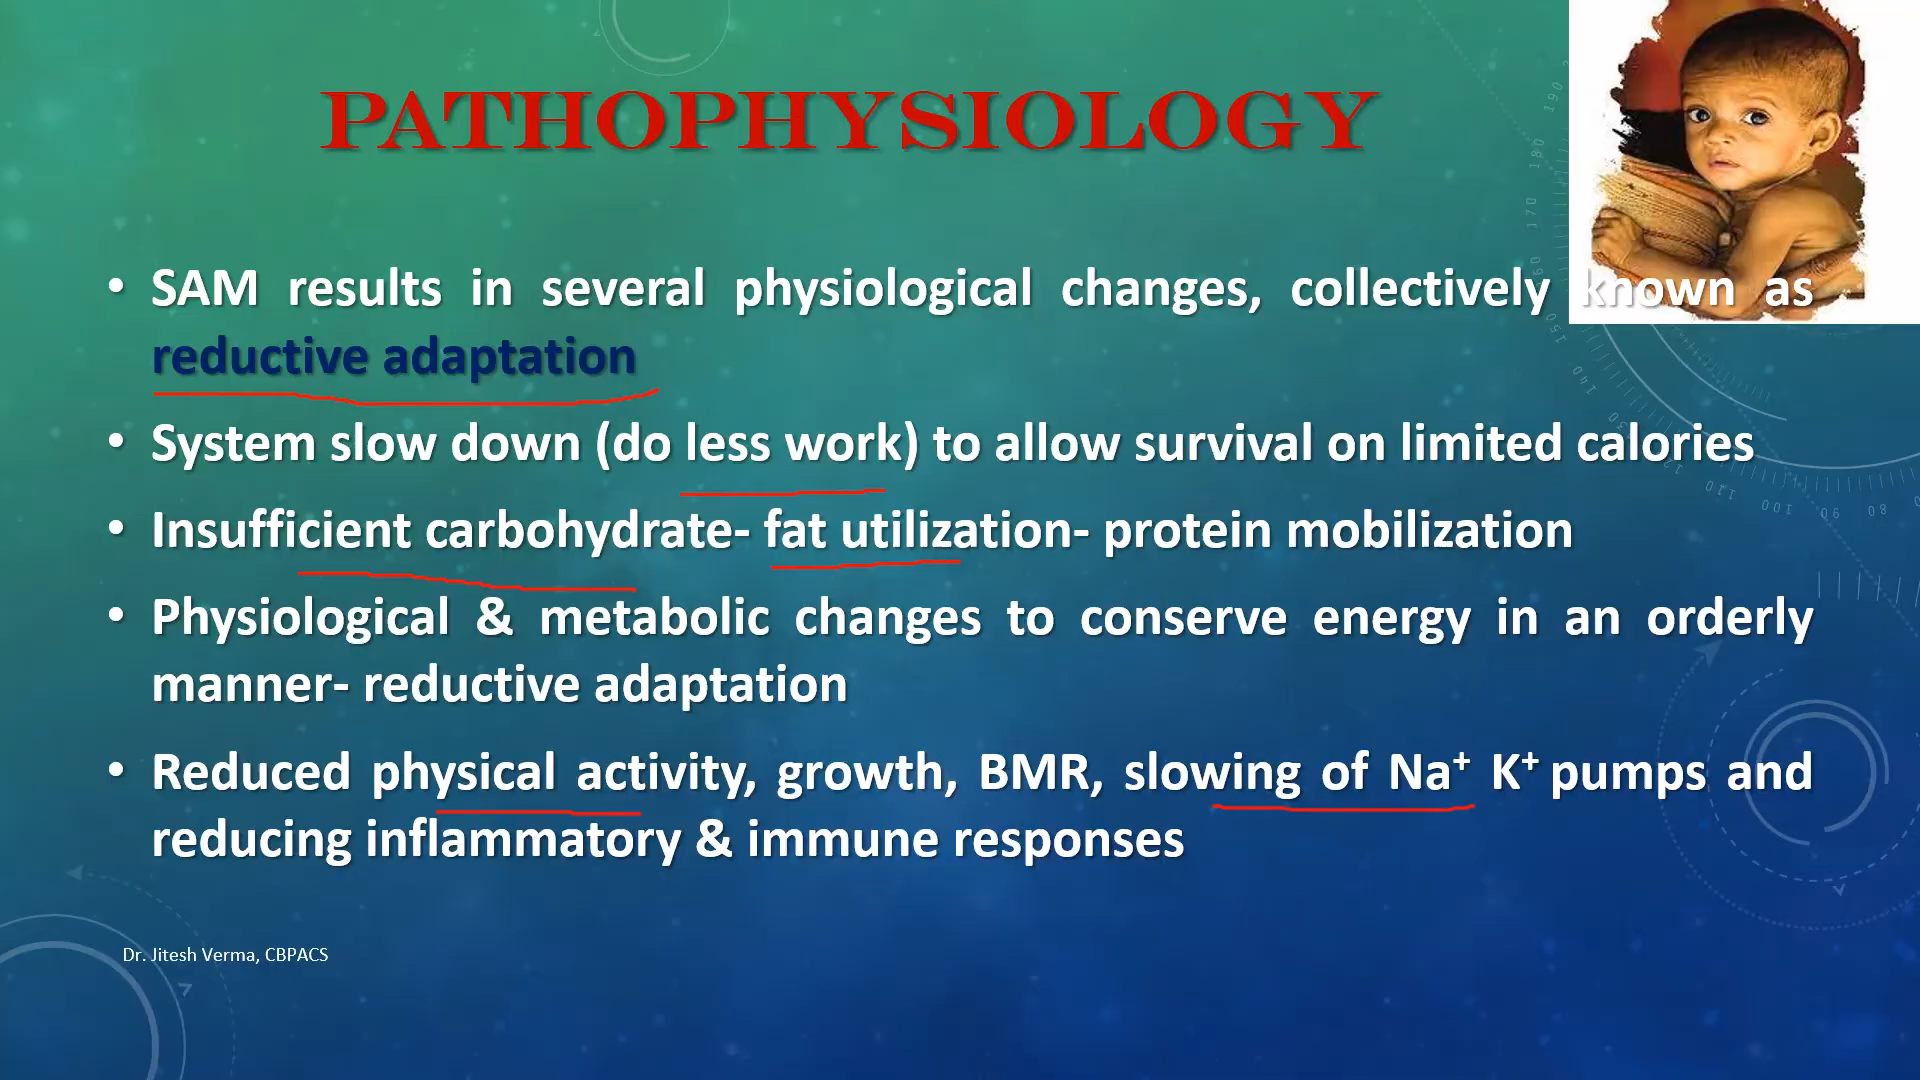 PATHOPHYSIOLOGY
• SAM results in several physiological changes, collectively known as
reductive adaptation
• System slow down (do less work) to allow survival on limited calories
• Insufficient carbohydrate- fat utilization- protein mobilization
• Physiological & metabolic changes to conserve energy in an orderly
manner- reductive adaptation
• Reduced physical activity, growth, BMR, slowing of Na⁺ K⁺ pumps and
reducing inflammatory & immune responses
Dr. Jitesh Verma, CBPACS